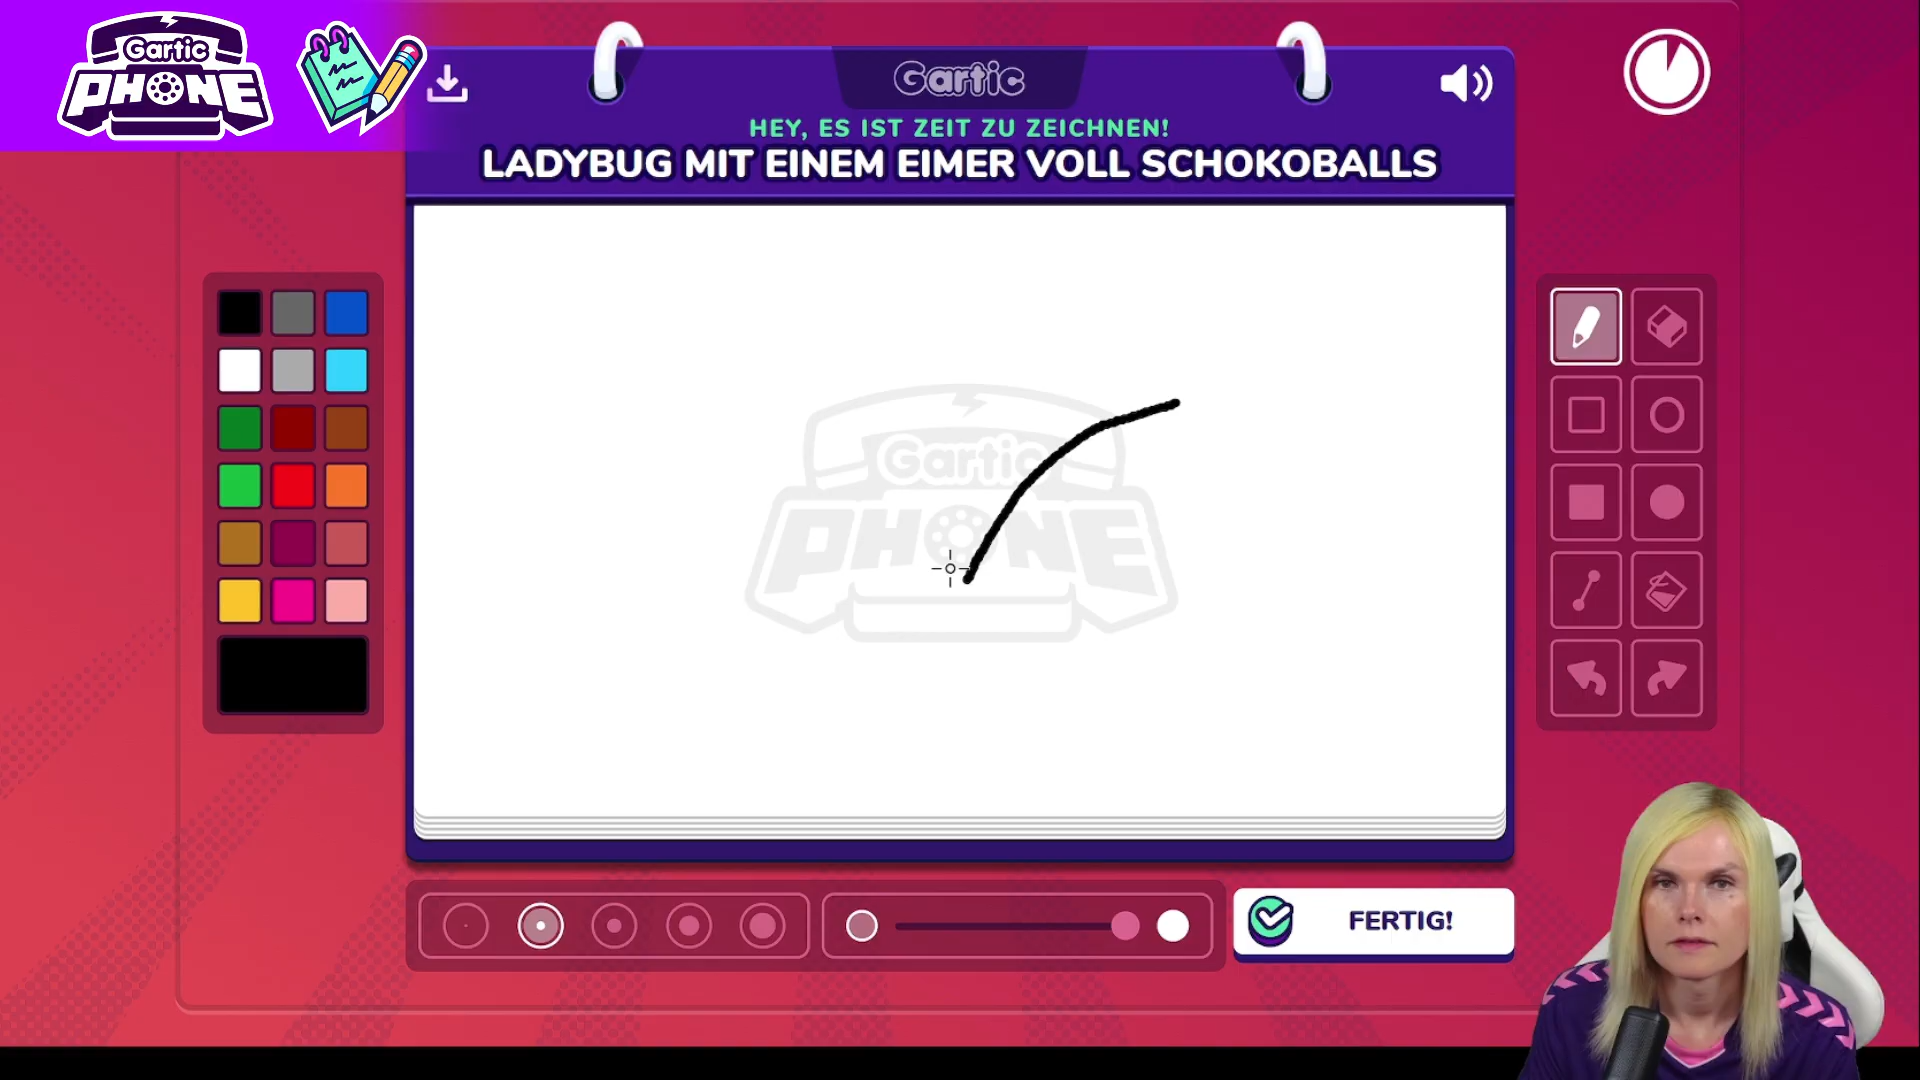 Gartic
PHONE
Gartic
HEY, ES IST ZEIT ZU ZEICHNEN!
LADYBUG MIT EINEM EIMER VOLL SCHOKOBALLS
Gartic
PHONE
FERTIG!